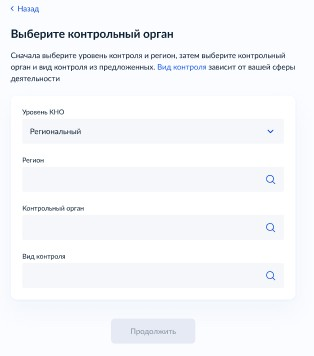 Назад
Выберите контрольный орган
Сначала выберите уровень контроля и регион, затем выберите контрольный
орган и вид контроля из предложенных. Вид контроля зависит от вашей сферы
деятельности
Уровень КНО
Региональный
Регион
Контрольный орган
Вид контроля
Продолжить